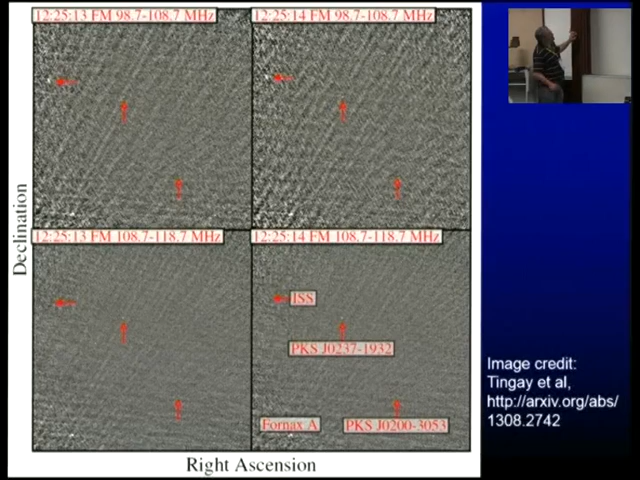 12:25:13 FM 98.7-108.7 MHz
12:25:14 FM 98.7-108.7 MHz
12:25:13 FM 108.7-118.7 MHz
12:25:14 FM 108.7-118.7 MHz
ISS
PKS J0237-1932
Fornax A
PKS J0200-3053
Declination
Right Ascension
Image credit:
Tingay et al,
http://arxiv.org/abs/
1308.2742